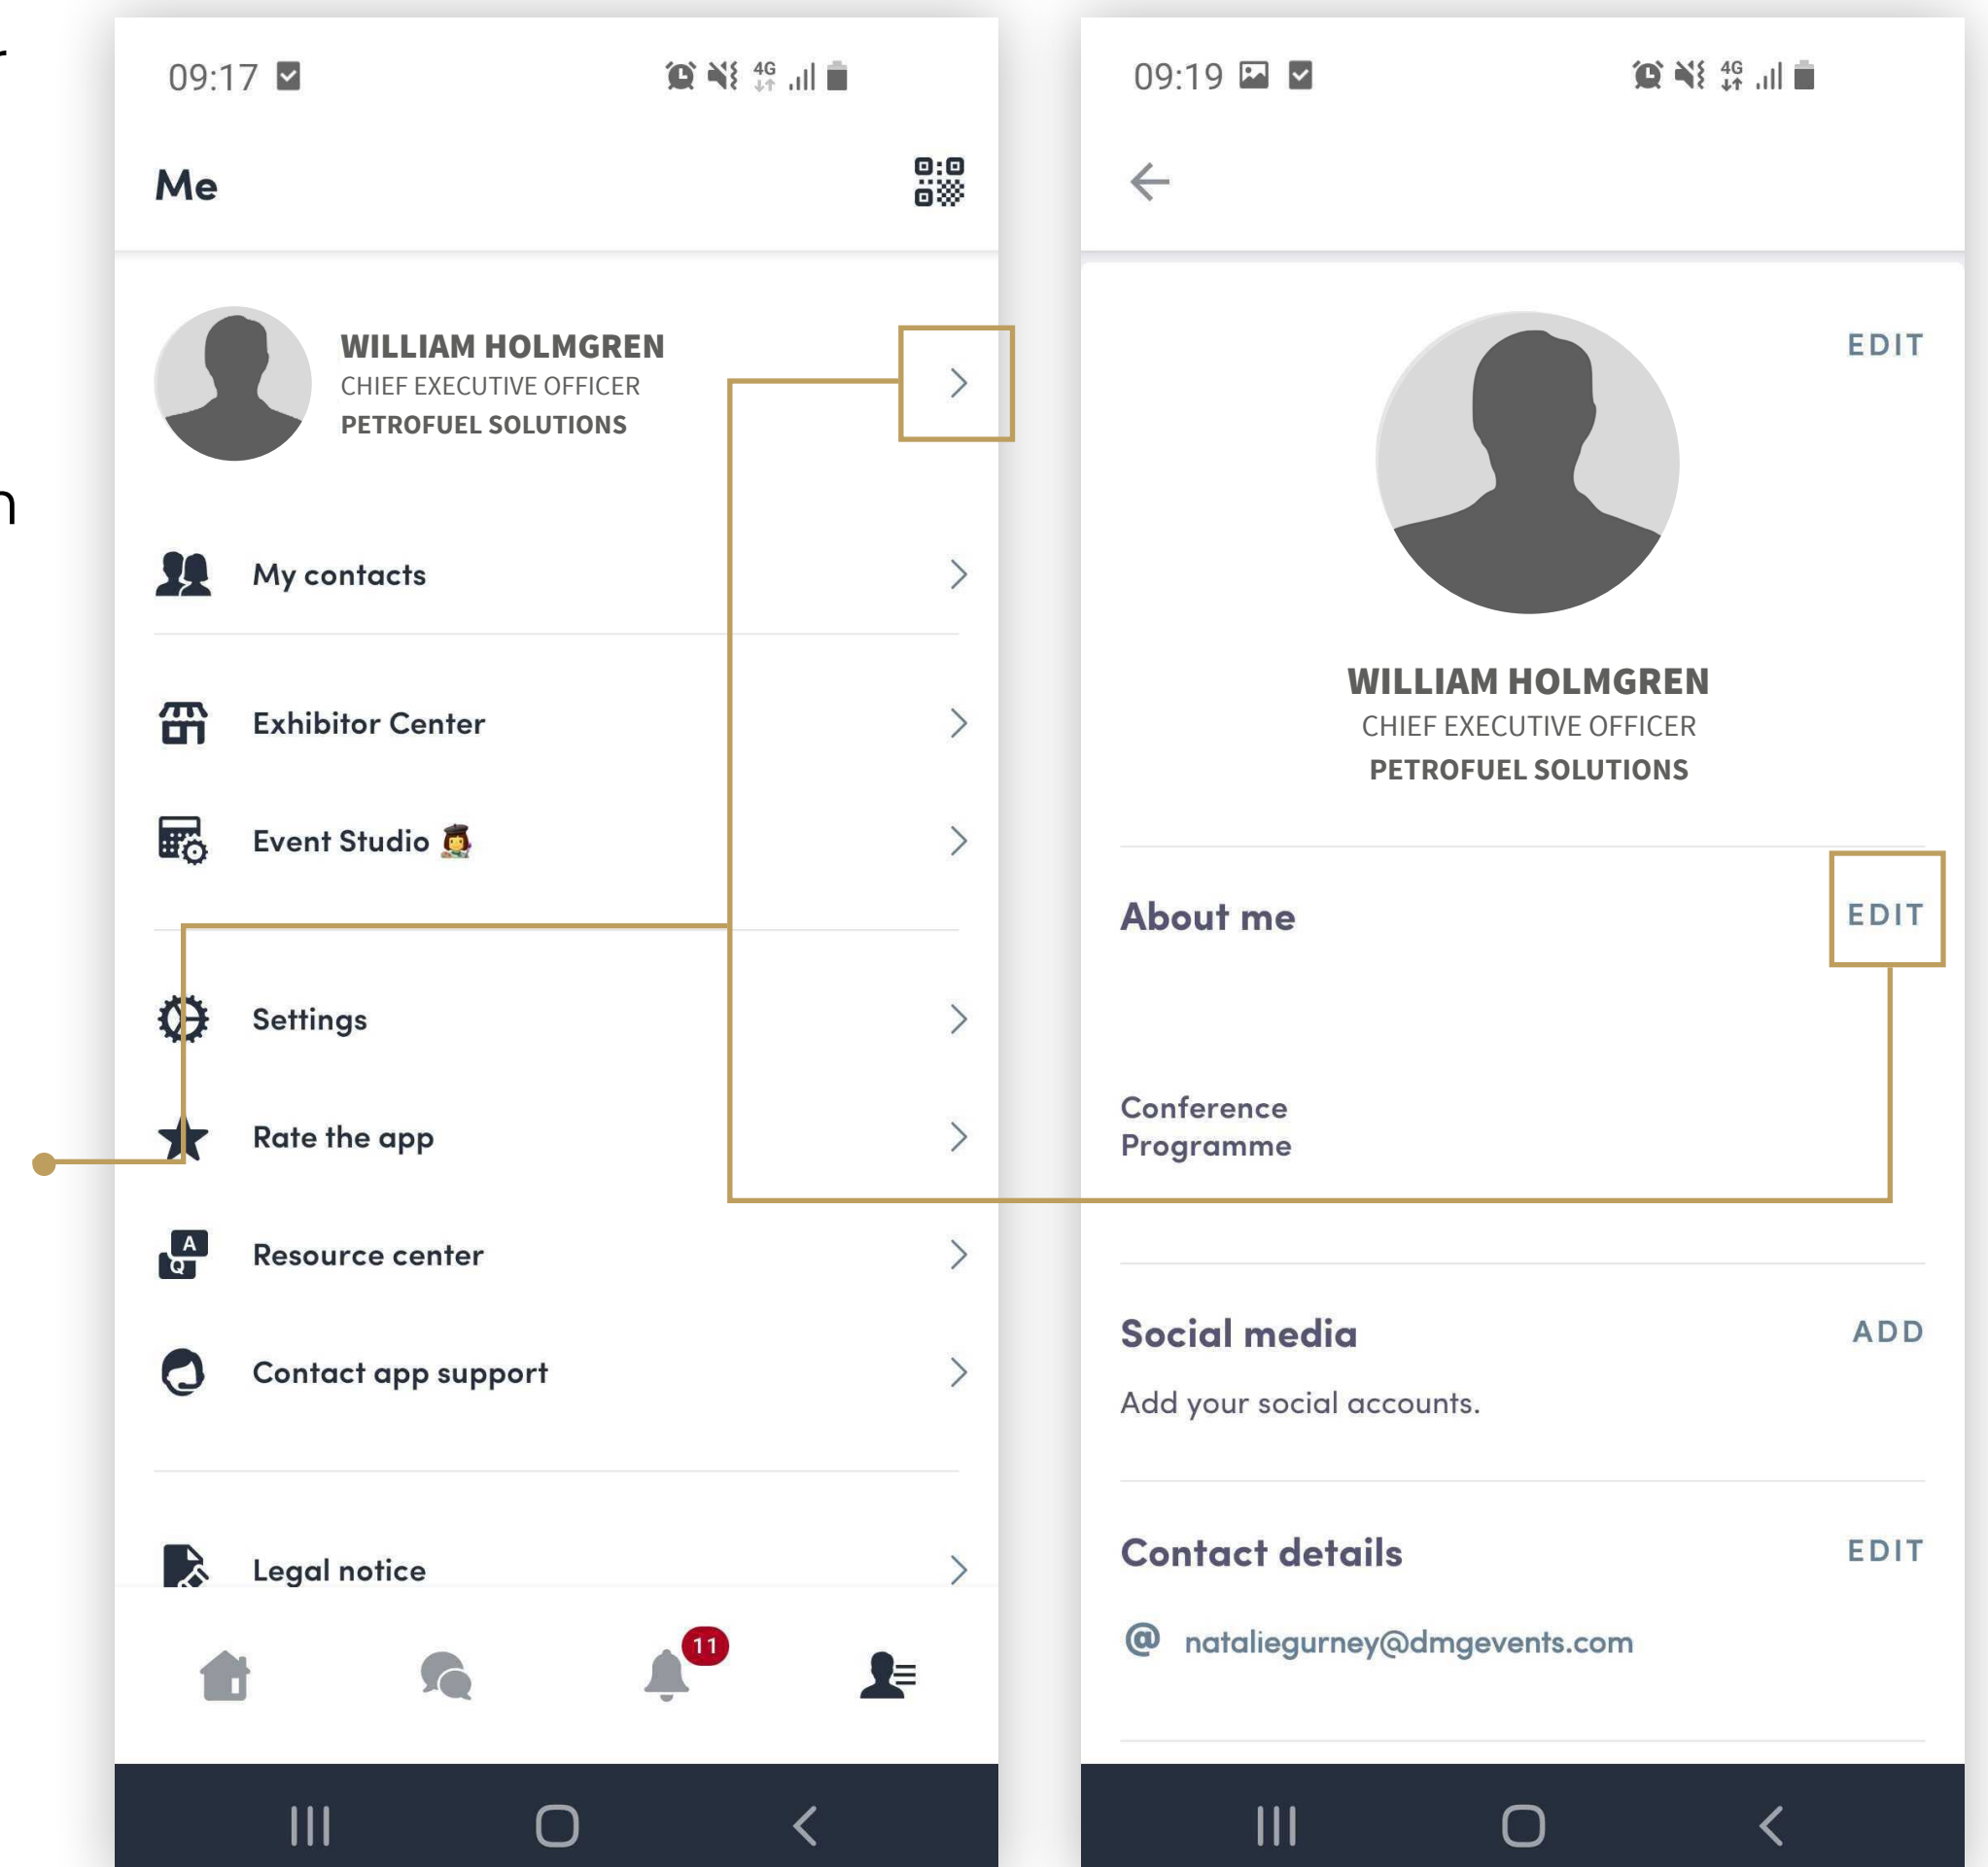 r
n
09:17
4G
Me
WILLIAM HOLMGREN
CHIEF EXECUTIVE OFFICER
PETROFUEL SOLUTIONS
My contacts
Exhibitor Center
Event Studio 👩‍🎨
Settings
Rate the app
A
Q
Resource center
Contact app support
Legal notice
11
09:19
4G
EDIT
WILLIAM HOLMGREN
CHIEF EXECUTIVE OFFICER
PETROFUEL SOLUTIONS
About me
EDIT
Conference
Programme
Social media
ADD
Add your social accounts.
Contact details
EDIT
@ nataliegurney@dmgevents.com